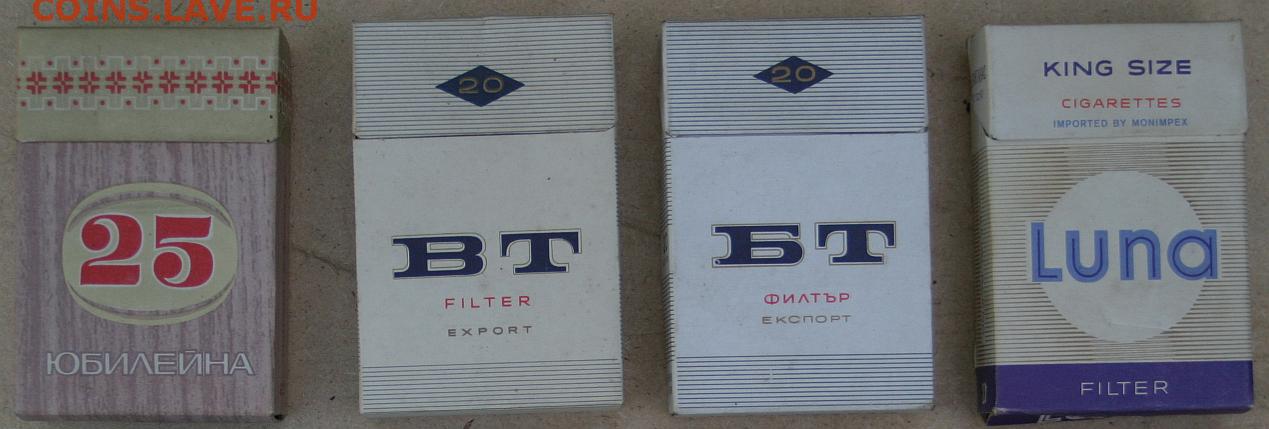 COINS.LAVE.RU
25
ЮБИЛЕЙНА
20
BT
FILTER
EXPORT
20
БТ
ФИЛТЪР
ЕКСПОРТ
KING SIZE
CIGARETTES
IMPORTED BY MONIMPEX
Luna
FILTER